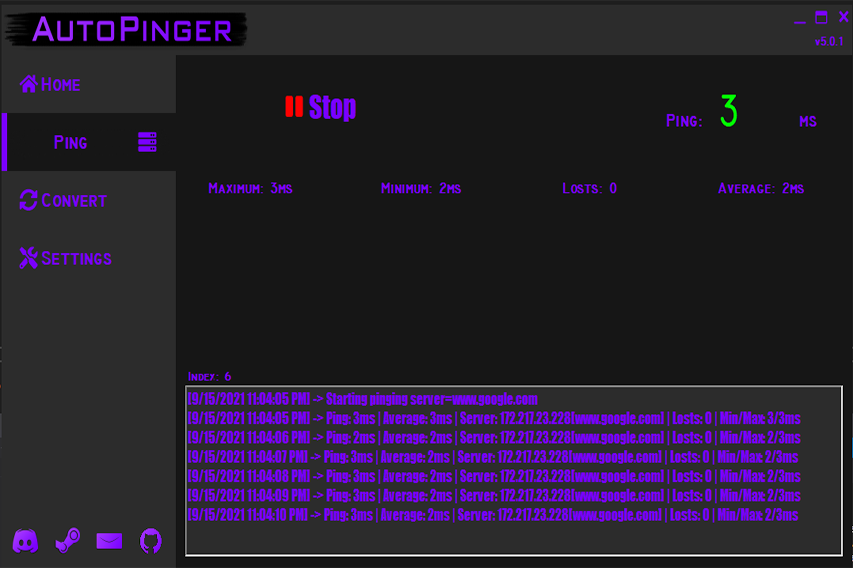 AutoPinger
v5.0.1
Home
Stop
Ping: 3 ms
Ping
Maximum: 3ms Minimum: 2ms Losts: 0 Average: 2ms
Convert
Settings
Index: 6
[9/15/2021 11:04:05 PM] -> Starting pinging server=www.google.com
[9/15/2021 11:04:05 PM] -> Ping: 3ms | Average: 3ms | Server: 172.217.23.228[www.google.com] | Losts: 0 | Min/Max: 3/3ms
[9/15/2021 11:04:06 PM] -> Ping: 2ms | Average: 2ms | Server: 172.217.23.228[www.google.com] | Losts: 0 | Min/Max: 2/3ms
[9/15/2021 11:04:07 PM] -> Ping: 3ms | Average: 2ms | Server: 172.217.23.228[www.google.com] | Losts: 0 | Min/Max: 2/3ms
[9/15/2021 11:04:08 PM] -> Ping: 3ms | Average: 2ms | Server: 172.217.23.228[www.google.com] | Losts: 0 | Min/Max: 2/3ms
[9/15/2021 11:04:09 PM] -> Ping: 3ms | Average: 2ms | Server: 172.217.23.228[www.google.com] | Losts: 0 | Min/Max: 2/3ms
[9/15/2021 11:04:10 PM] -> Ping: 3ms | Average: 2ms | Server: 172.217.23.228[www.google.com] | Losts: 0 | Min/Max: 2/3ms